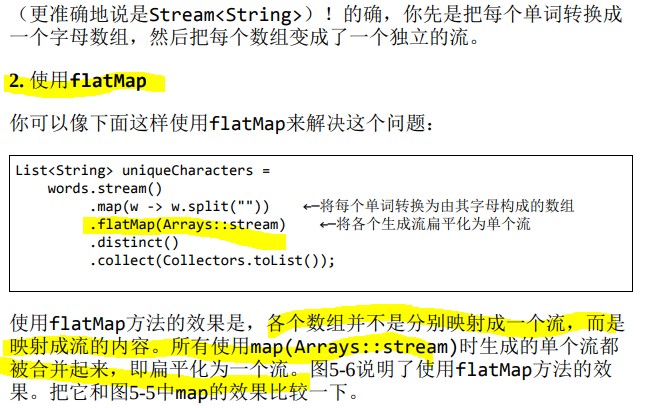 （更准确地说是Stream<String>）！的确，你先是把每个单词转换成
一个字母数组，然后把每个数组变成了一个独立的流。
2. 使用flatMap
你可以像下面这样使用flatMap来解决这个问题：
List<String> uniqueCharacters =
words.stream()
.map(w -> w.split("")) ←─将每个单词转换为由其字母构成的数组
.flatMap(Arrays::stream) ←─将各个生成流扁平化为单个流
.distinct()
.collect(Collectors.toList());
使用flatMap方法的效果是，各个数组并不是分别映射成一个流，而是
映射成流的内容。所有使用map(Arrays::stream)时生成的单个流都
被合并起来，即扁平化为一个流。图5-6说明了使用flatMap方法的效
果。把它和图5-5中map的效果比较一下。